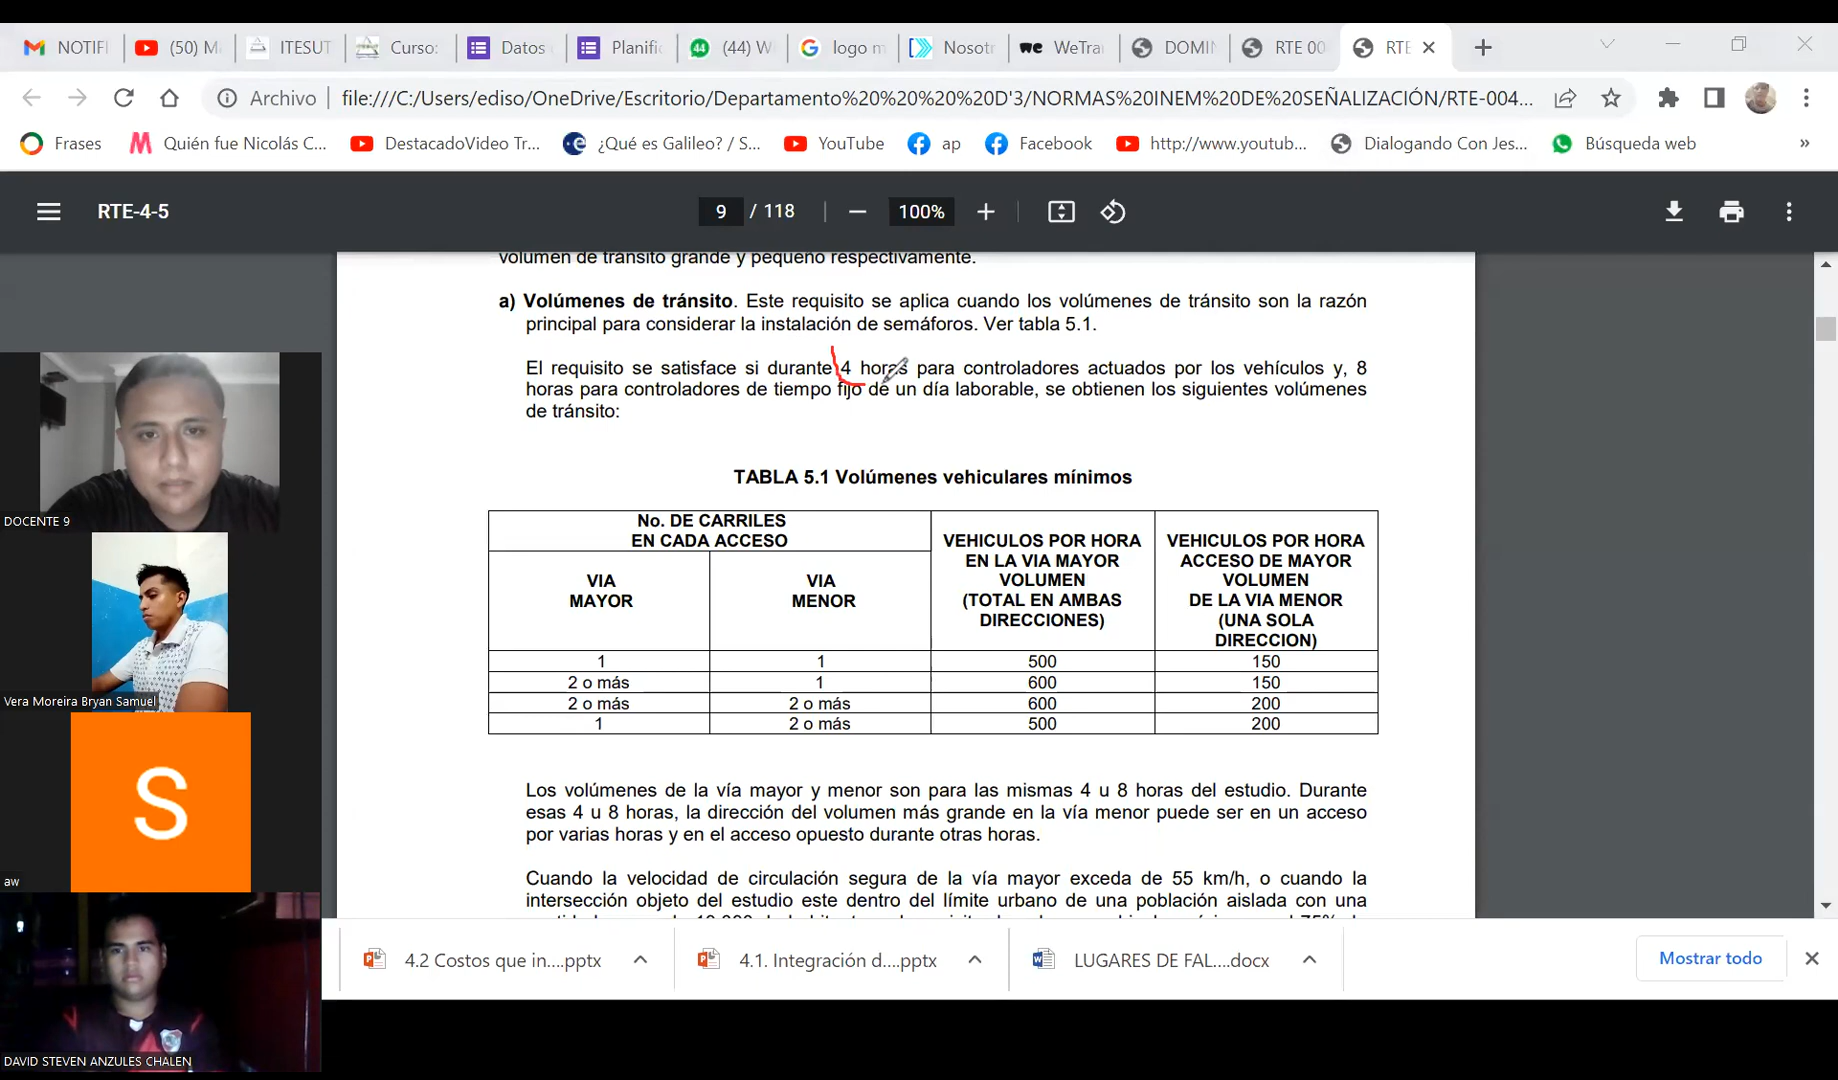 NOTIFI
(50) Mi
ITESUT
Curso:
Datos
Planific
44
(44) W
logo m
Nosotr
we
WeTra
DOMIN
RTE 00
RTE
Archivo
file:///C:/Users/ediso/OneDrive/Escritorio/Departamento%20%20%20%20D'3/NORMAS%20INEM%20DE%20SEÑALIZACIÓN/RTE-004...
Frases
Quién fue Nicolás C...
DestacadoVideo Tr...
¿Qué es Galileo? / S...
YouTube
ap
Facebook
http://www.youtub...
Dialogando Con Jes...
Búsqueda web
RTE-4-5
9 / 118
100%
volumen de tránsito grande y pequeño respectivamente.
a) Volúmenes de tránsito. Este requisito se aplica cuando los volúmenes de tránsito son la razón
principal para considerar la instalación de semáforos. Ver tabla 5.1.
El requisito se satisface si durante 4 horas para controladores actuados por los vehículos y, 8
horas para controladores de tiempo fijo de un día laborable, se obtienen los siguientes volúmenes
de tránsito:
TABLA 5.1 Volúmenes vehiculares mínimos
No. DE CARRILES
EN CADA ACCESO
VIA
MAYOR
VIA
MENOR
VEHICULOS POR HORA
EN LA VIA MAYOR
VOLUMEN
(TOTAL EN AMBAS
DIRECCIONES)
VEHICULOS POR HORA
ACCESO DE MAYOR
VOLUMEN
DE LA VIA MENOR
(UNA SOLA
DIRECCION)
1 1 500 150
2 o más 1 600 150
2 o más 2 o más 600 200
1 2 o más 500 200
Los volúmenes de la vía mayor y menor son para las mismas 4 u 8 horas del estudio. Durante
esas 4 u 8 horas, la dirección del volumen más grande en la vía menor puede ser en un acceso
por varias horas y en el acceso opuesto durante otras horas.
Cuando la velocidad de circulación segura de la vía mayor exceda de 55 km/h, o cuando la
intersección objeto del estudio este dentro del límite urbano de una población aislada con una
DOCENTE 9
Vera Moreira Bryan Samuel
S
aw
DAVID STEVEN ANZULES CHALEN
4.2 Costos que in....pptx
4.1. Integración d....pptx
LUGARES DE FAL....docx
Mostrar todo